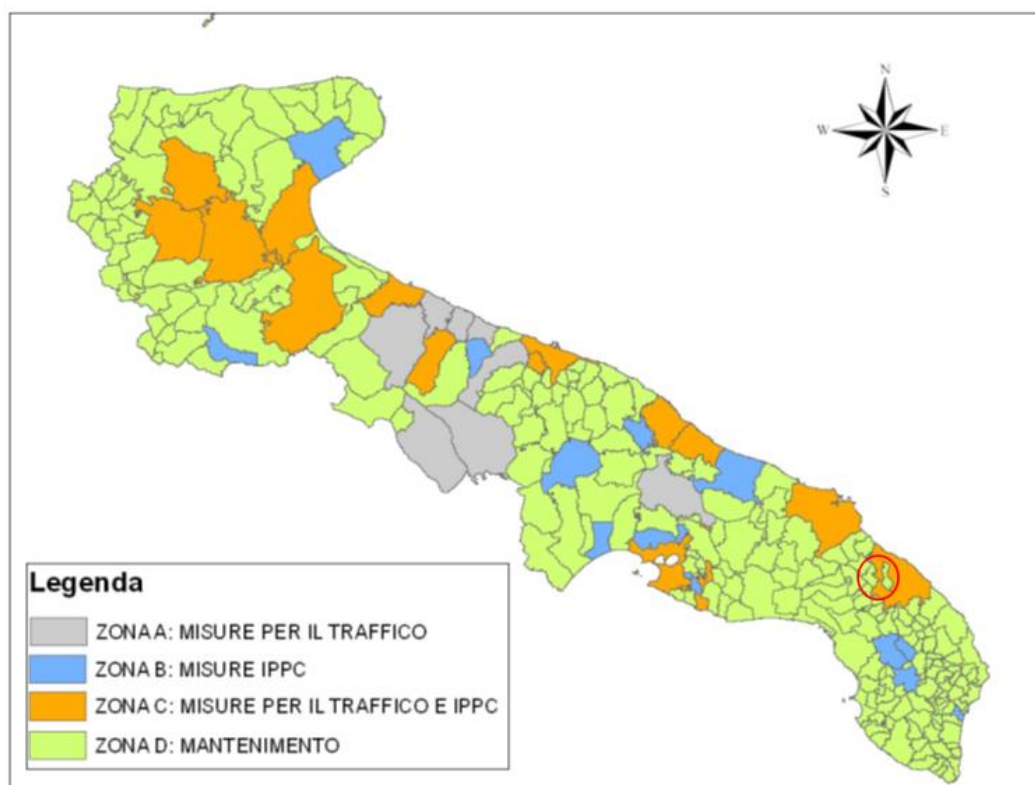 N
W E
S
Legenda
ZONA A: MISURE PER IL TRAFFICO
ZONA B: MISURE IPPC
ZONA C: MISURE PER IL TRAFFICO E IPPC
ZONA D: MANTENIMENTO